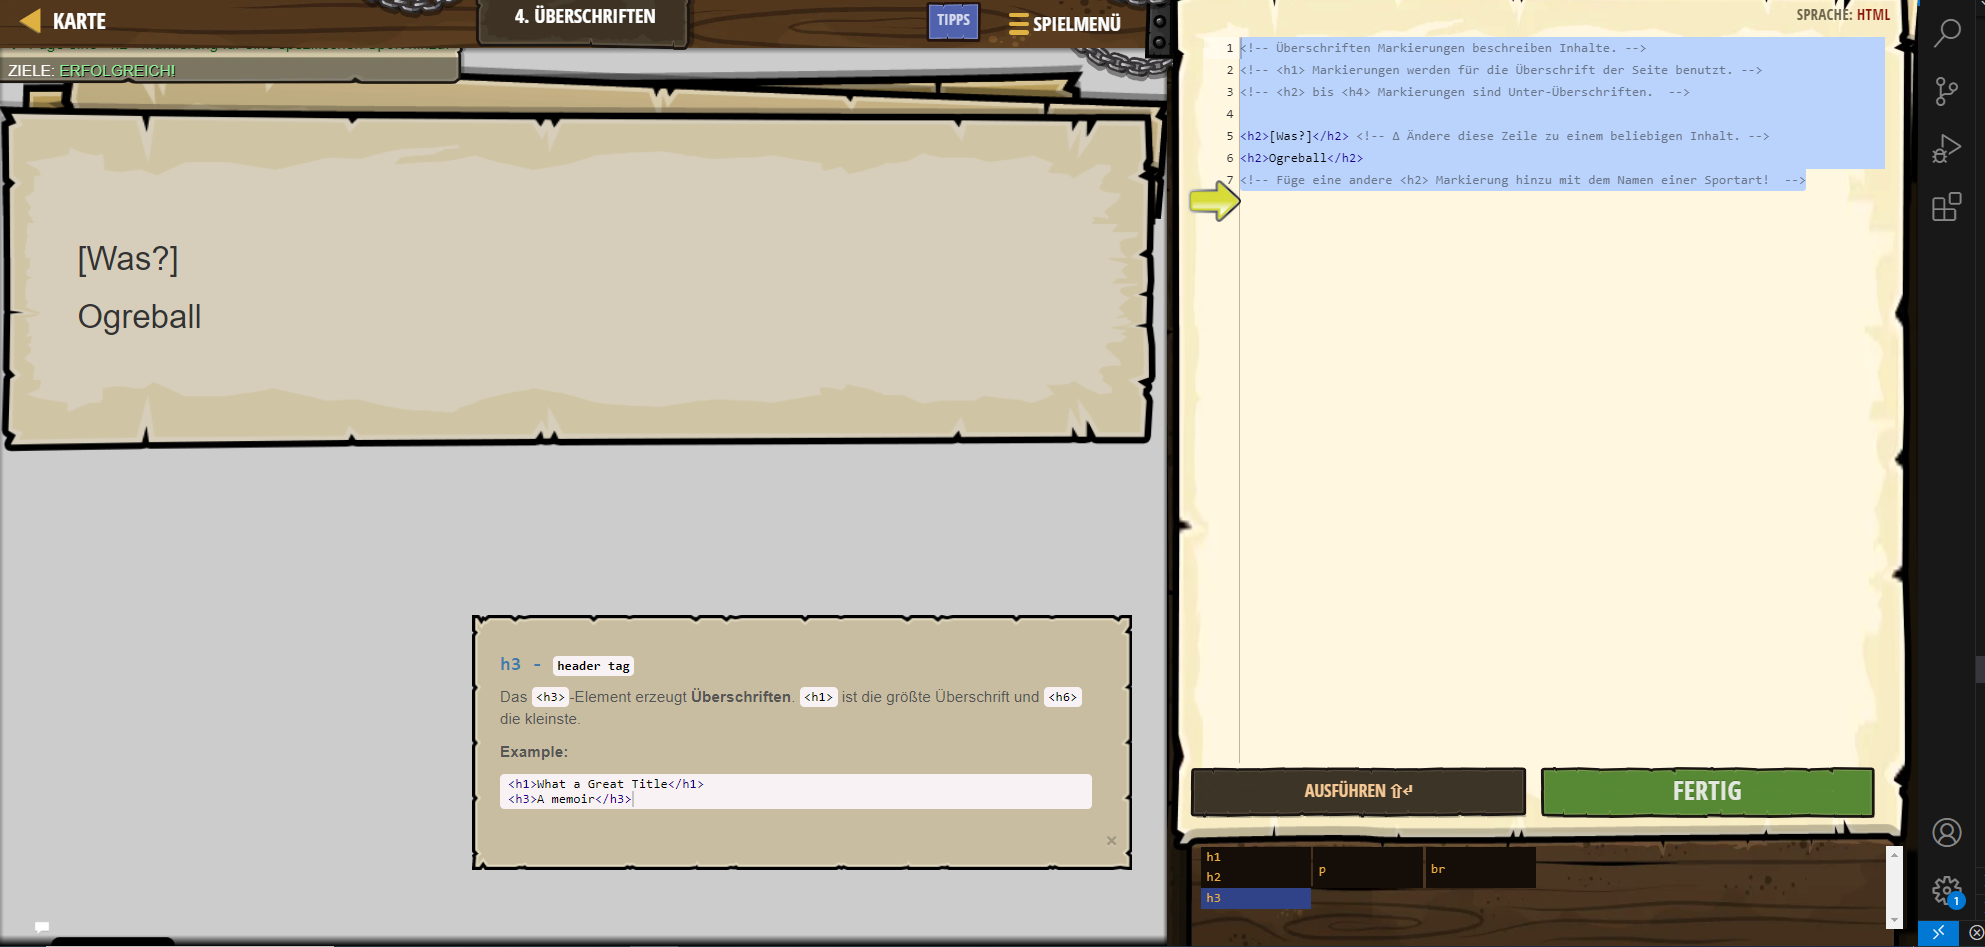 KARTE
4. ÜBERSCHRIFTEN
TIPPS
SPIELMENÜ
ZIELE: ERFOLGREICH!
[Was?]
Ogreball
h3 - header tag
Das <h3>-Element erzeugt Überschriften. <h1> ist die größte Überschrift und <h6>
die kleinste.
Example:
<h1>What a Great Title</h1>
<h3>A memoir</h3>
×
SPRACHE: HTML
1 <!-- Überschriften Markierungen beschreiben Inhalte. -->
2 <!-- <h1> Markierungen werden für die Überschrift der Seite benutzt. -->
3 <!-- <h2> bis <h4> Markierungen sind Unter-Überschriften.  -->
4
5 <h2>[Was?]</h2> <!-- Δ Ändere diese Zeile zu einem beliebigen Inhalt. -->
6 <h2>Ogreball</h2>
7 <!-- Füge eine andere <h2> Markierung hinzu mit dem Namen einer Sportart!  -->
AUSFÜHREN ⇧↵
FERTIG
h1
h2
h3
p
br
1